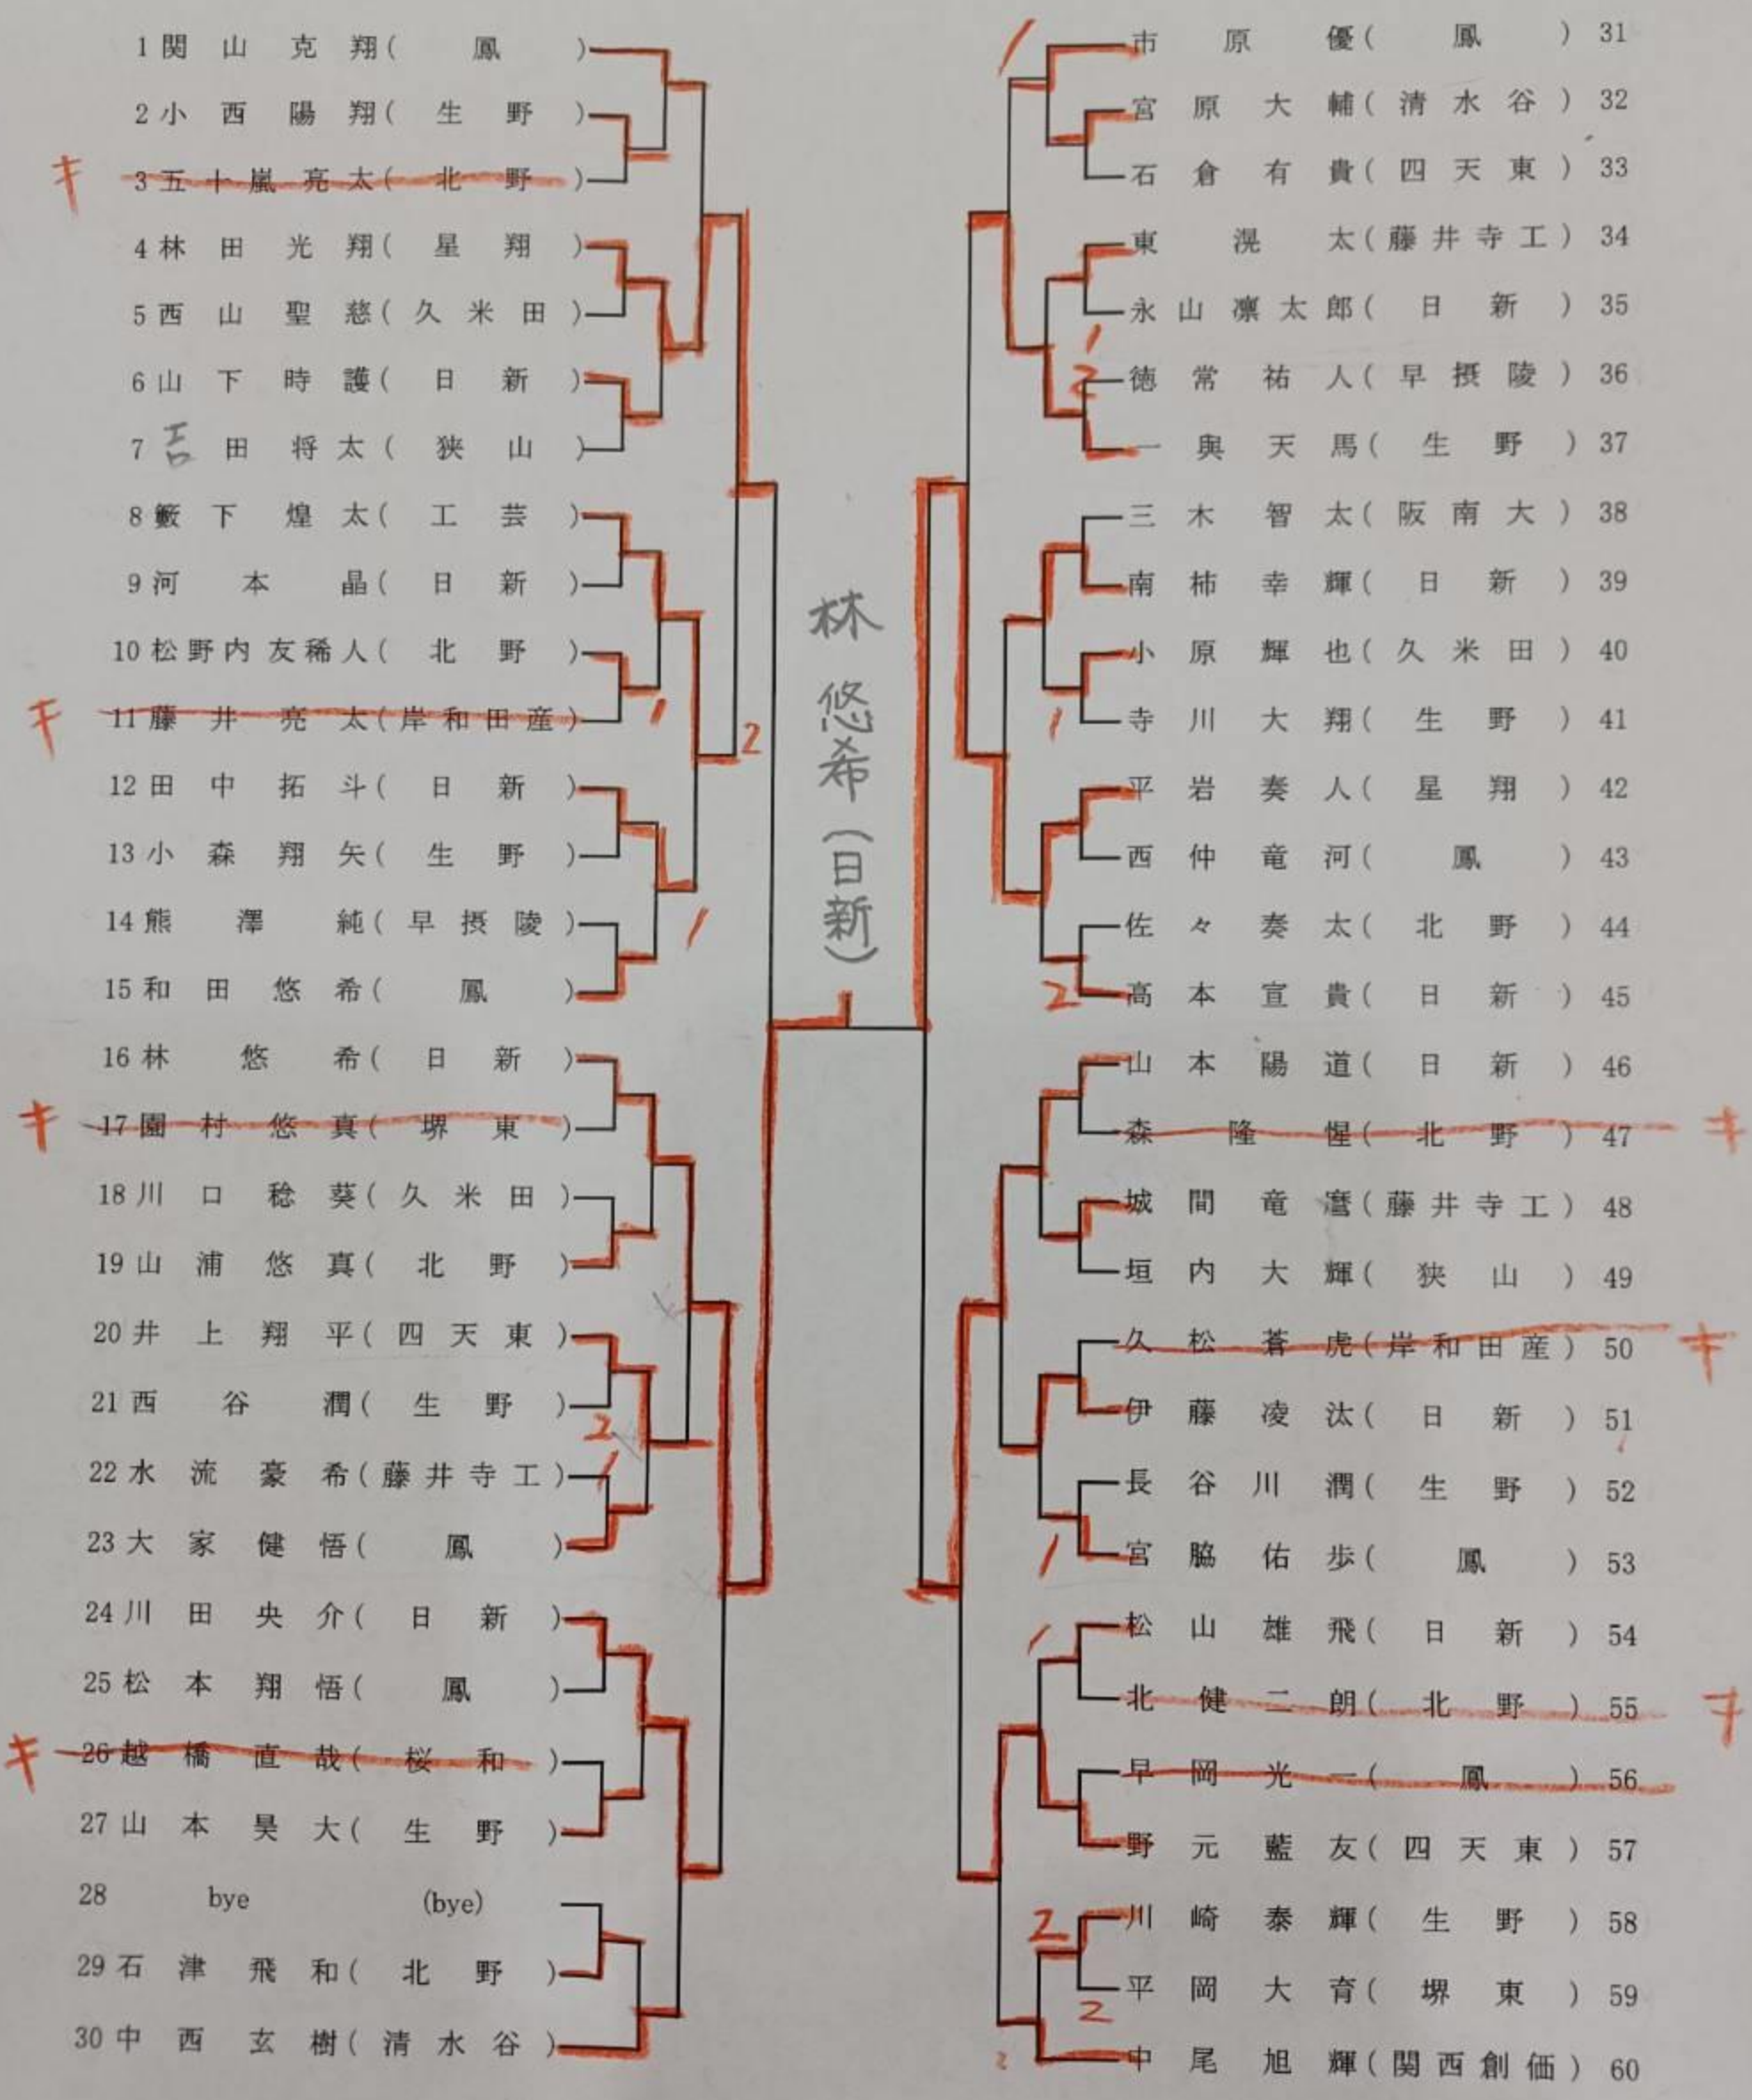 1 関山克翔(鳳)
2 小西陽翔(生野)
キ 3 五十嵐亮太(北野)
4 林田光翔(星翔)
5 西山聖慈(久米田)
6 山下時護(日新)
7 吉田将太(狭山)
8 籔下煌太(工芸)
9 河本晶(日新)
10 松野内友稀人(北野)
キ 11 藤井亮太(岸和田産)
1
2
12 田中拓斗(日新)
13 小森翔矢(生野)
14 熊澤純(早摂陵)
1
15 和田悠希(鳳)
16 林悠希(日新)
キ 17 園村悠真(堺東)
18 川口稔葵(久米田)
19 山浦悠真(北野)
20 井上翔平(四天東)
21 西谷潤(生野)
2
1
22 水流豪希(藤井寺工)
23 大家健悟(鳳)
24 川田央介(日新)
25 松本翔悟(鳳)
キ 26 越橋直哉(桜和)
27 山本昊大(生野)
28 bye (bye)
29 石津飛和(北野)
30 中西玄樹(清水谷)
林悠希(日新)
1
市原優(鳳) 31
宮原大輔(清水谷) 32
石倉有貴(四天東) 33
東滉太(藤井寺工) 34
永山凛太郎(日新) 35
1
2
徳常祐人(早摂陵) 36
一與天馬(生野) 37
三木智太(阪南大) 38
南柿幸輝(日新) 39
小原輝也(久米田) 40
1
寺川大翔(生野) 41
平岩奏人(星翔) 42
西仲竜河(鳳) 43
佐々奏太(北野) 44
2
高本宣貴(日新) 45
山本陽道(日新) 46
森隆惺(北野) 47 キ
城間竜麿(藤井寺工) 48
垣内大輝(狭山) 49
久松蒼虎(岸和田産) 50 キ
伊藤凌汰(日新) 51
長谷川潤(生野) 52
1
宮脇佑歩(鳳) 53
1
松山雄飛(日新) 54
北健二朗(北野) 55 キ
早岡光一(鳳) 56
野元藍友(四天東) 57
2
川崎泰輝(生野) 58
平岡大育(堺東) 59
2
2
中尾旭輝(関西創価) 60